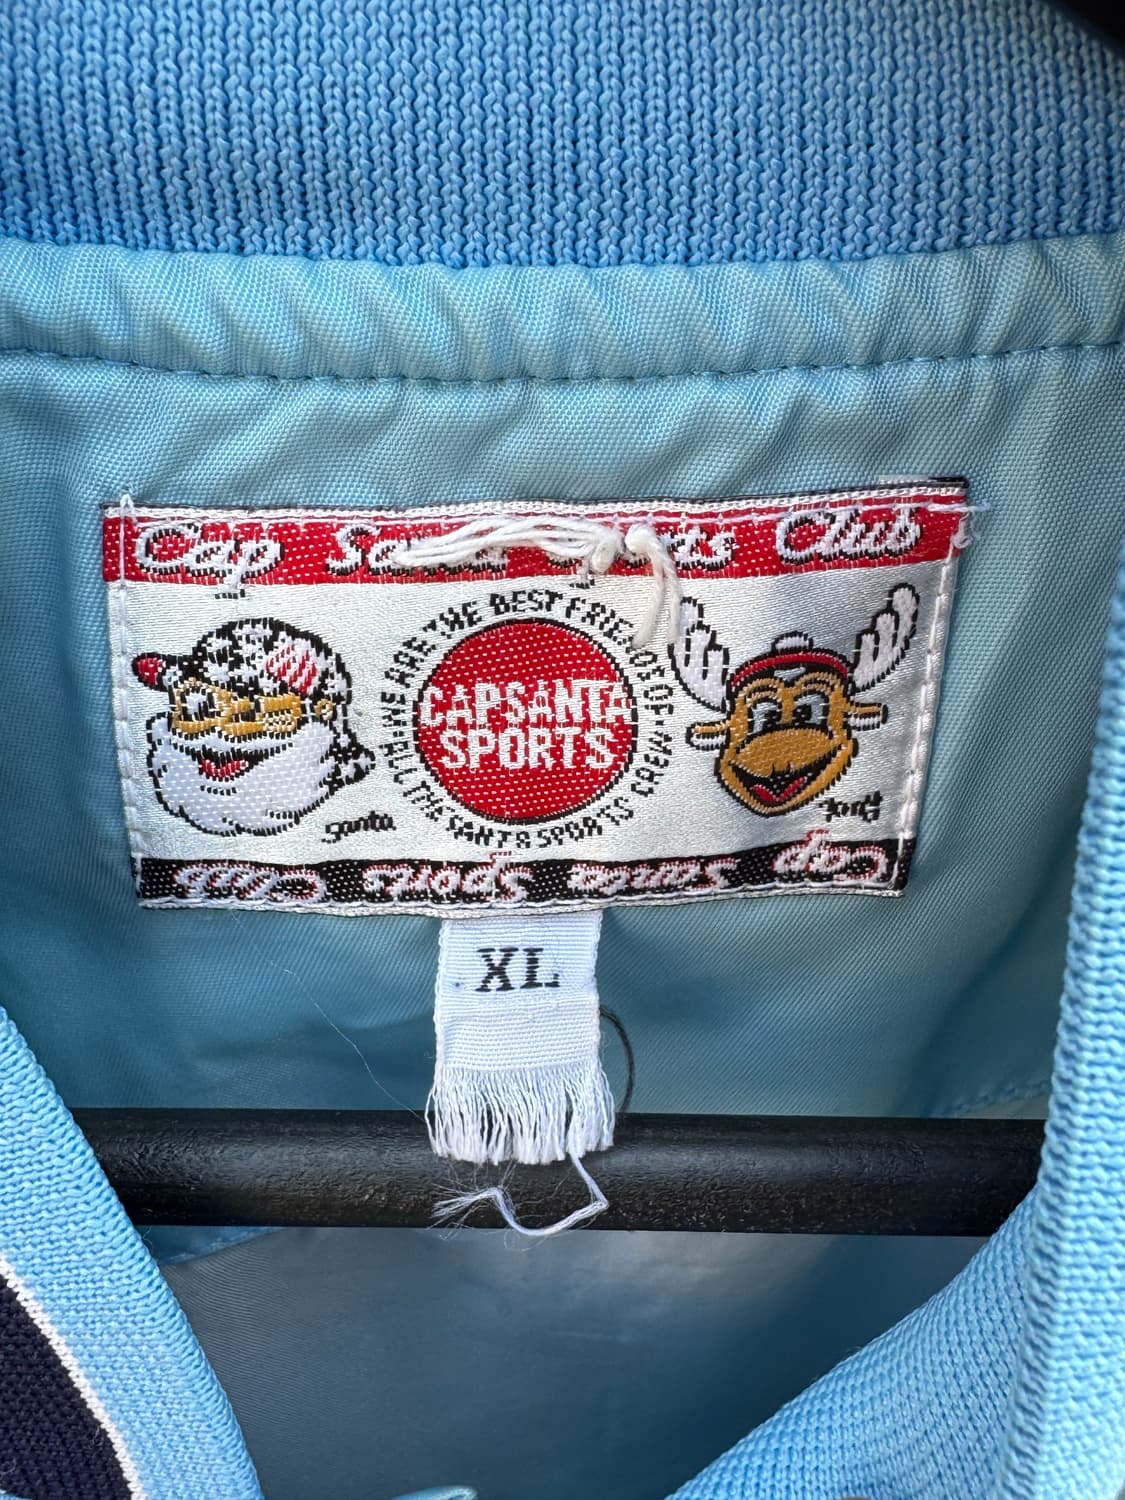 Cap Santa Sports Club
·WE ARE THE BEST FRIENDS OF·
ALL THE SANTA SPORTS CREW
CAPSANTA
SPORTS
santa
Cap Santa Sports Club
XL